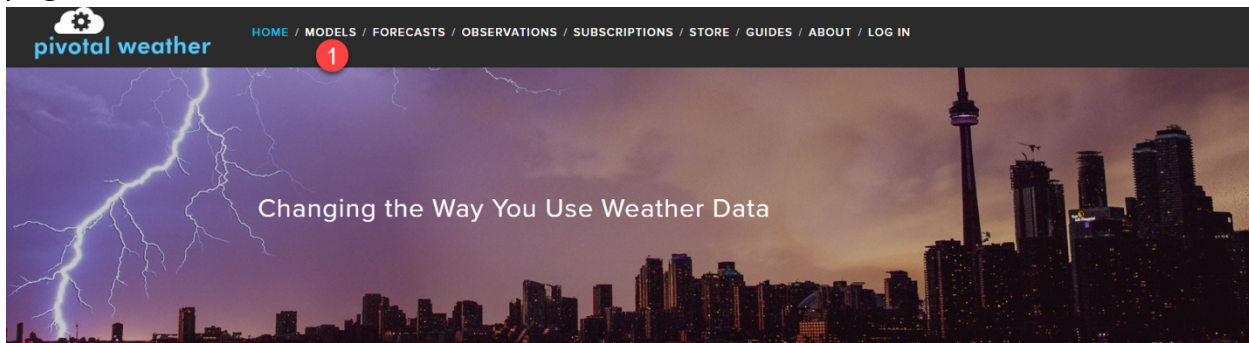 pivotal weather
HOME / MODELS / FORECASTS / OBSERVATIONS / SUBSCRIPTIONS / STORE / GUIDES / ABOUT / LOG IN
1
Changing the Way You Use Weather Data